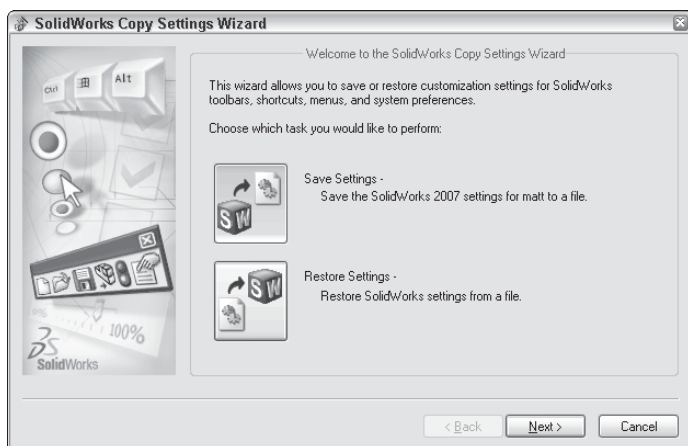 SolidWorks Copy Settings Wizard
Ctrl
Alt
Welcome to the SolidWorks Copy Settings Wizard
This wizard allows you to save or restore customization settings for SolidWorks
toolbars, shortcuts, menus, and system preferences.
Choose which task you would like to perform:
SW
Save Settings -
Save the SolidWorks 2007 settings for matt to a file.
SW
Restore Settings -
Restore SolidWorks settings from a file.
0%
100%
SolidWorks
< Back
Next >
Cancel